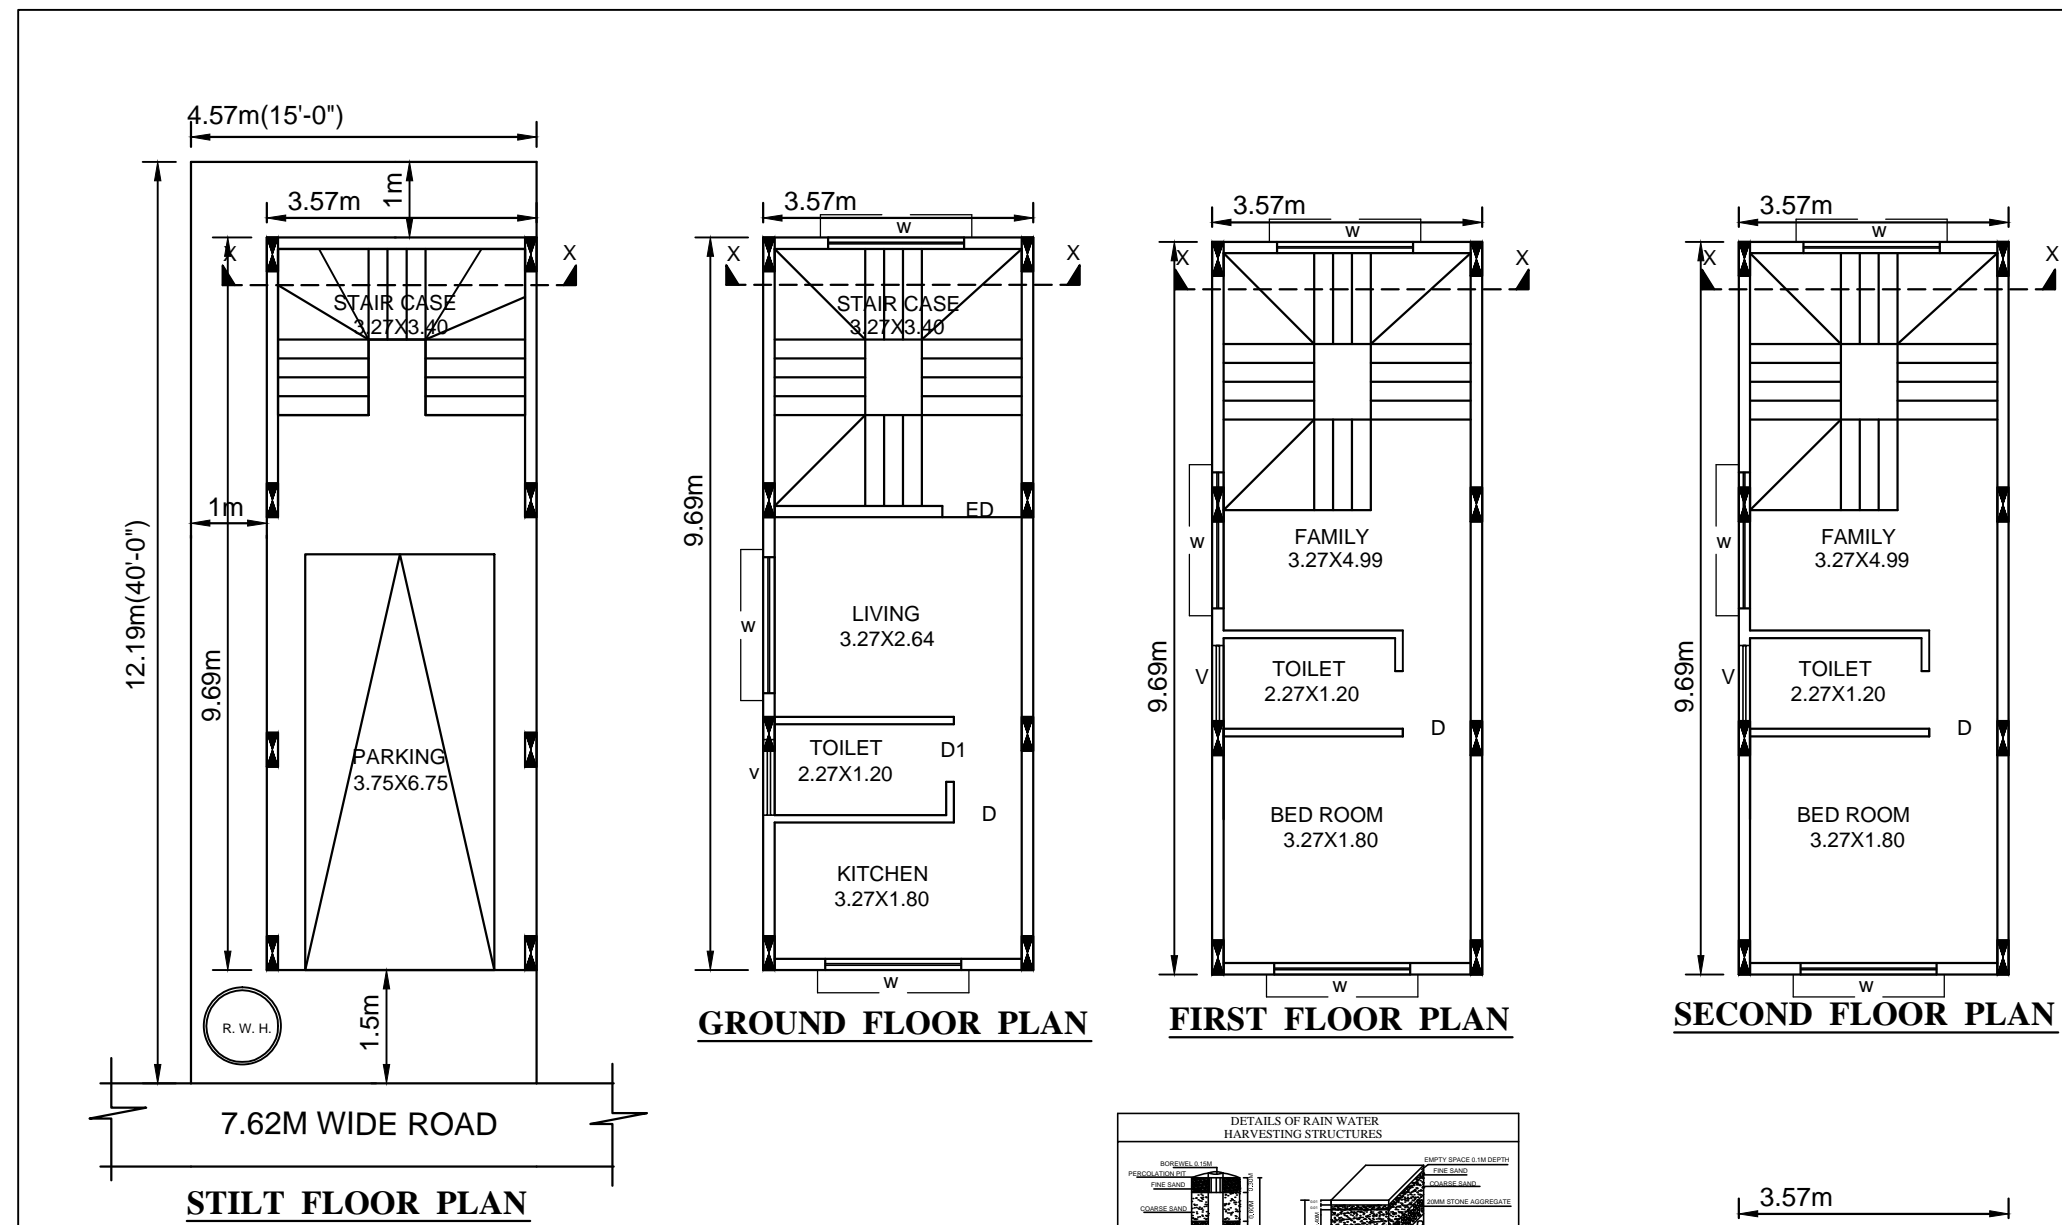 4.57m(15'-0")
3.57m
1m
X
X
STAIR CASE
3.27X3.40
1m
12.19m(40'-0")
9.69m
PARKING
3.75X6.75
R. W. H.
1.5m
7.62M WIDE ROAD
STILT FLOOR PLAN
3.57m
W
X
X
STAIR CASE
3.27X3.40
9.69m
ED
W
LIVING
3.27X2.64
TOILET
2.27X1.20
D1
V
D
KITCHEN
3.27X1.80
W
GROUND FLOOR PLAN
3.57m
W
X
X
W
FAMILY
3.27X4.99
9.69m
V
TOILET
2.27X1.20
D
BED ROOM
3.27X1.80
W
FIRST FLOOR PLAN
3.57m
W
X
X
W
FAMILY
3.27X4.99
9.69m
V
TOILET
2.27X1.20
D
BED ROOM
3.27X1.80
W
SECOND FLOOR PLAN
DETAILS OF RAIN WATER
HARVESTING STRUCTURES
BOREWEL 0.15M
PERCOLATION PIT
FINE SAND
COARSE SAND
0.30M
0.60M
EMPTY SPACE 0.1M DEPTH
FINE SAND
COARSE SAND
20MM STONE AGGREGATE
3.57m